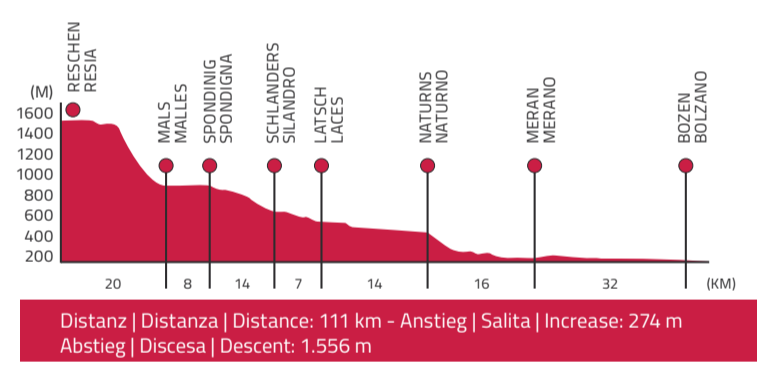 (M)
1600
1400
1200
1000
800
600
400
200
RESCHEN
RESIA
MALS
MALLES
SPONDINIG
SPONDIGNA
SCHLANDERS
SILANDRO
LATSCH
LACES
NATURNS
NATURNO
MERAN
MERANO
BOZEN
BOLZANO
20 8 14 7 14 16 32 (KM)
Distanz | Distanza | Distance: 111 km - Anstieg | Salita | Increase: 274 m
Abstieg | Discesa | Descent: 1.556 m